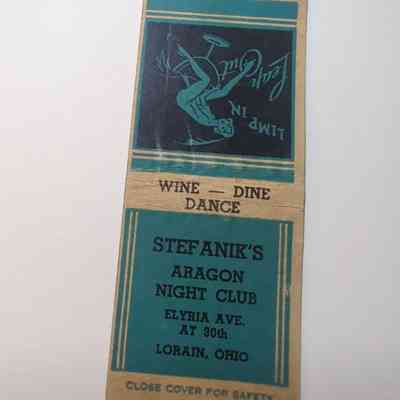 LIMP IN,
Leap Out
WINE — DINE
DANCE
STEFANIK'S
ARAGON
NIGHT CLUB
ELYRIA AVE.
AT 30th
LORAIN, OHIO
CLOSE COVER FOR SAFETY